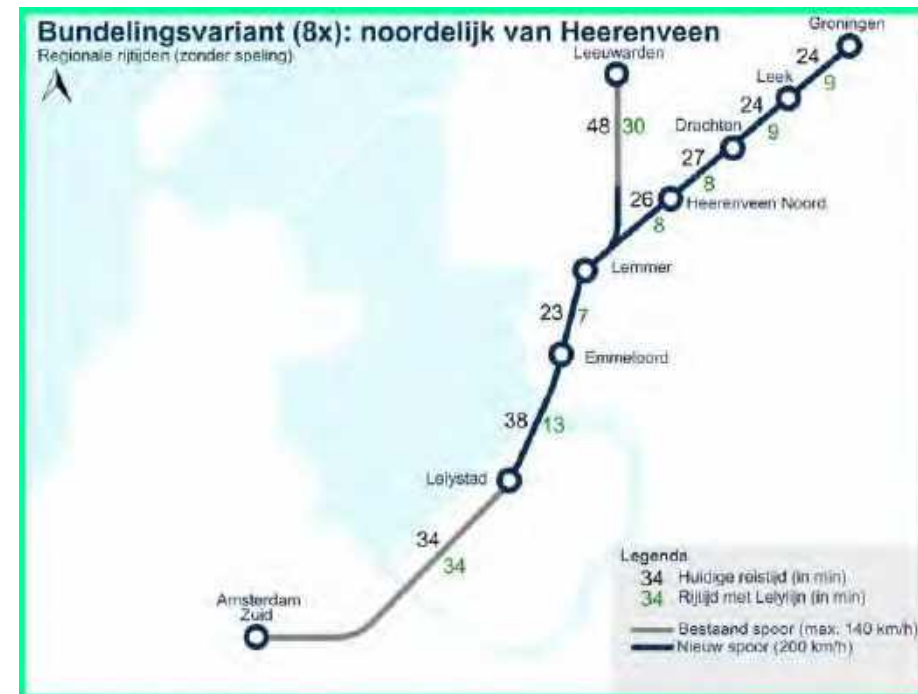 Bundelingsvariant (8x): noordelijk van Heerenveen
Regionale rijtijden (zonder speling)
Groningen
Leeuwarden
24
9
Leek
24
9
48 30
Drachten
27
8
26
8
Heerenveen Noord
Lemmer
23 7
Emmeloord
38 13
Lelystad
34
34
Amsterdam
Zuid
Legenda
34 Huidige reistijd (in min)
34 Rijtijd met Lelylijn (in min)
Bestaand spoor (max. 140 km/h)
Nieuw spoor (200 km/h)